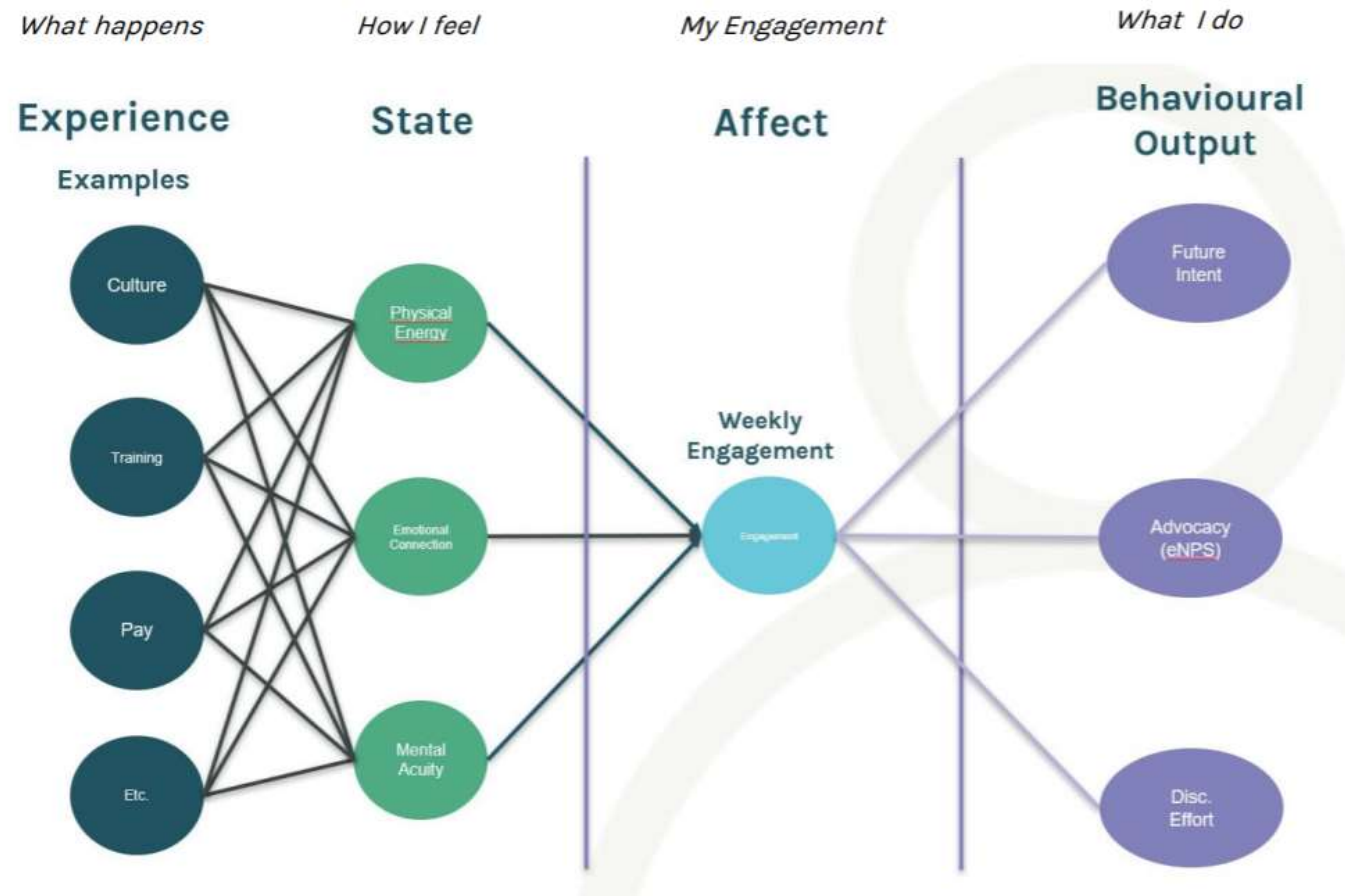 What happens
How I feel
My Engagement
What I do
Experience
State
Affect
Behavioural
Output
Examples
Culture
Training
Pay
Etc.
Physical
Energy
Emotional
Connection
Mental
Acuity
Weekly
Engagement
Engagement
Future
Intent
Advocacy
(eNPS)
Disc.
Effort